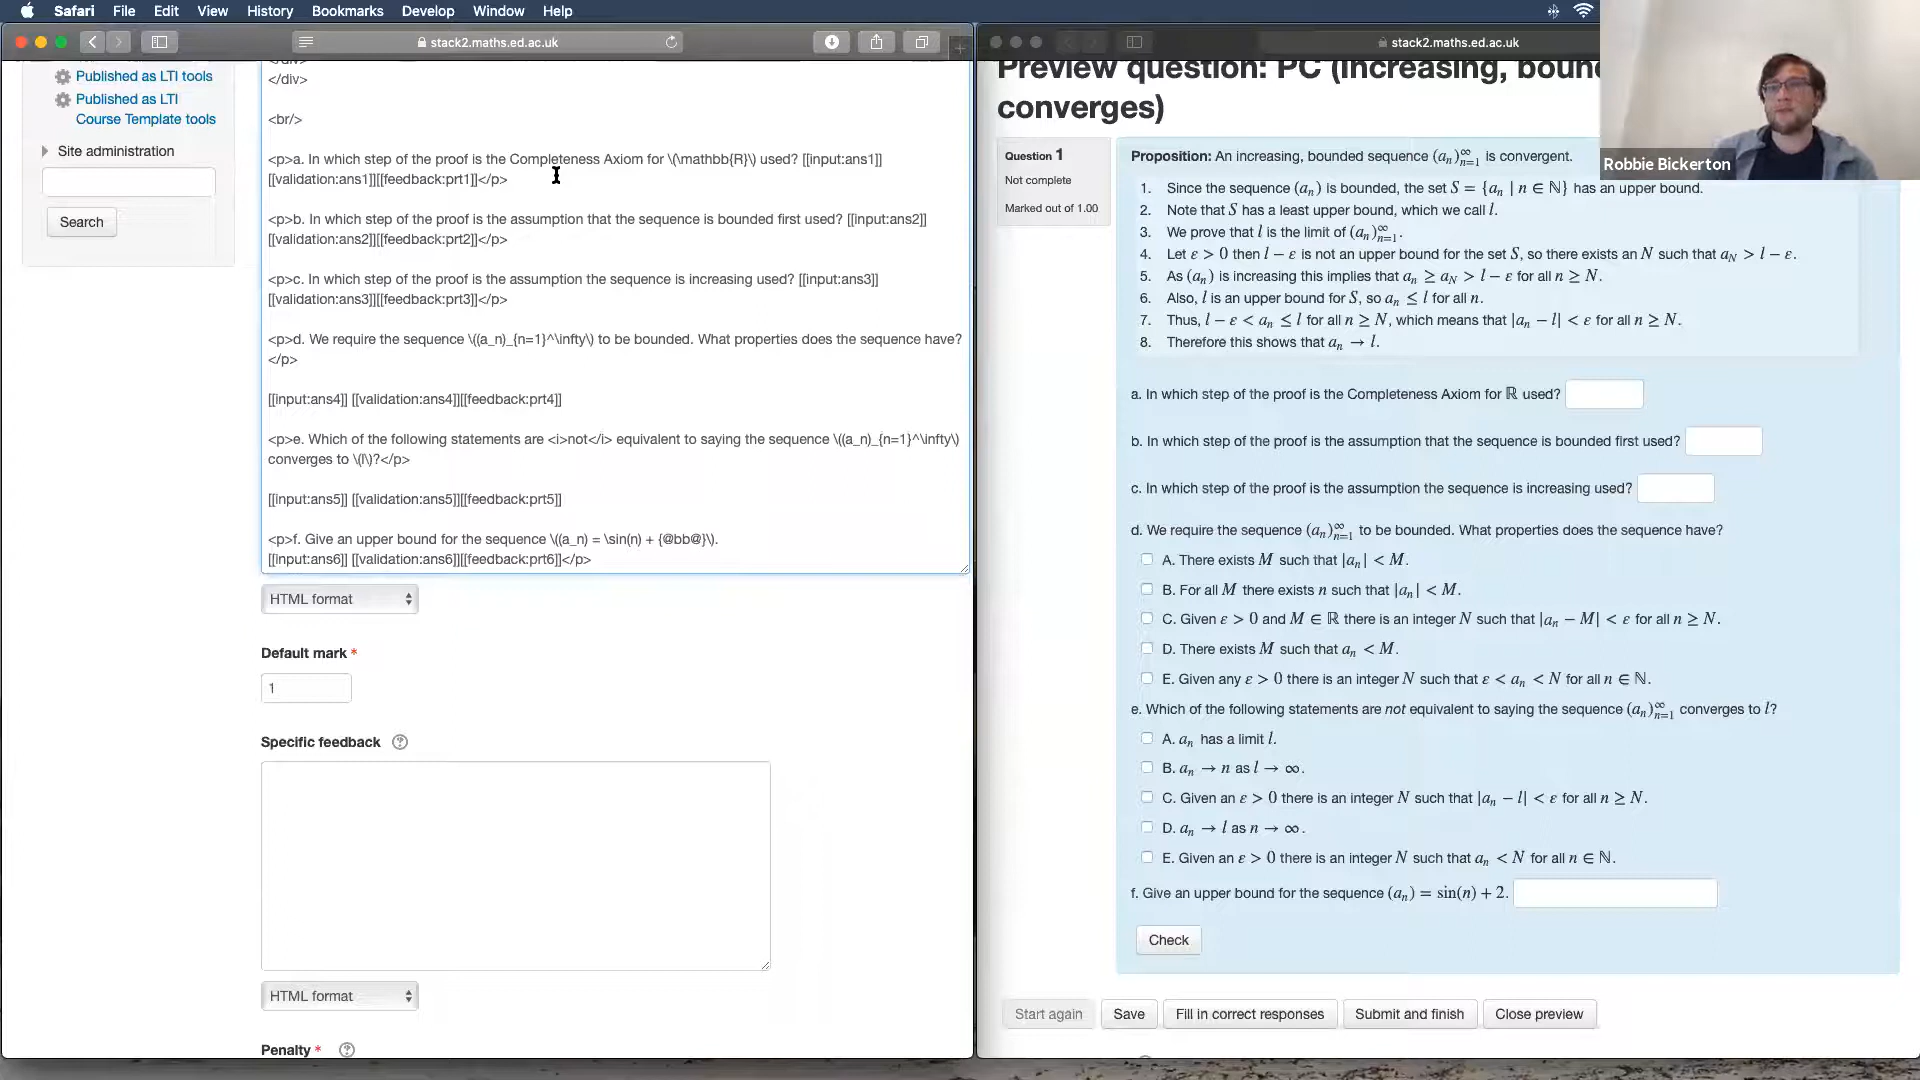 Safari File Edit View History Bookmarks Develop Window Help
stack2.maths.ed.ac.uk
Published as LTI tools
Published as LTI
Course Template tools
Site administration
Search
</div>
<br/>
<p>a. In which step of the proof is the Completeness Axiom for \(\mathbb{R}\) used? [[input:ans1]]
[[validation:ans1]][[feedback:prt1]]</p>
<p>b. In which step of the proof is the assumption that the sequence is bounded first used? [[input:ans2]]
[[validation:ans2]][[feedback:prt2]]</p>
<p>c. In which step of the proof is the assumption the sequence is increasing used? [[input:ans3]]
[[validation:ans3]][[feedback:prt3]]</p>
<p>d. We require the sequence \((a_n)_{n=1}^\infty\) to be bounded. What properties does the sequence have?
</p>
[[input:ans4]] [[validation:ans4]][[feedback:prt4]]
<p>e. Which of the following statements are <i>not</i> equivalent to saying the sequence \((a_n)_{n=1}^\infty\)
converges to \(l\)?</p>
[[input:ans5]] [[validation:ans5]][[feedback:prt5]]
<p>f. Give an upper bound for the sequence \((a_n) = \sin(n) + {@bb@}\).
[[input:ans6]] [[validation:ans6]][[feedback:prt6]]</p>
HTML format
Default mark *
1
Specific feedback
HTML format
Penalty *
stack2.maths.ed.ac.uk
Preview question: PC (increasing,
converges)
Question 1
Not complete
Marked out of 1.00
Proposition: An increasing, bounded sequence (aₙ)ₙ₌₁^∞ is convergent.
1. Since the sequence (aₙ) is bounded, the set S = {aₙ | n ∈ ℕ} has an upper bound.
2. Note that S has a least upper bound, which we call l.
3. We prove that l is the limit of (aₙ)ₙ₌₁^∞.
4. Let ε > 0 then l − ε is not an upper bound for the set S, so there exists an N such that a_N > l − ε.
5. As (aₙ) is increasing this implies that aₙ ≥ a_N > l − ε for all n ≥ N.
6. Also, l is an upper bound for S, so aₙ ≤ l for all n.
7. Thus, l − ε < aₙ ≤ l for all n ≥ N, which means that |aₙ − l| < ε for all n ≥ N.
8. Therefore this shows that aₙ → l.
a. In which step of the proof is the Completeness Axiom for ℝ used?
b. In which step of the proof is the assumption that the sequence is bounded first used?
c. In which step of the proof is the assumption the sequence is increasing used?
d. We require the sequence (aₙ)ₙ₌₁^∞ to be bounded. What properties does the sequence have?
A. There exists M such that |aₙ| < M.
B. For all M there exists n such that |aₙ| < M.
C. Given ε > 0 and M ∈ ℝ there is an integer N such that |aₙ − M| < ε for all n ≥ N.
D. There exists M such that aₙ < M.
E. Given any ε > 0 there is an integer N such that ε < aₙ < N for all n ∈ ℕ.
e. Which of the following statements are not equivalent to saying the sequence (aₙ)ₙ₌₁^∞ converges to l?
A. aₙ has a limit l.
B. aₙ → n as l → ∞.
C. Given an ε > 0 there is an integer N such that |aₙ − l| < ε for all n ≥ N.
D. aₙ → l as n → ∞.
E. Given an ε > 0 there is an integer N such that aₙ < N for all n ∈ ℕ.
f. Give an upper bound for the sequence (aₙ) = sin(n) + 2.
Check
Start again Save Fill in correct responses Submit and finish Close preview
Robbie Bickerton